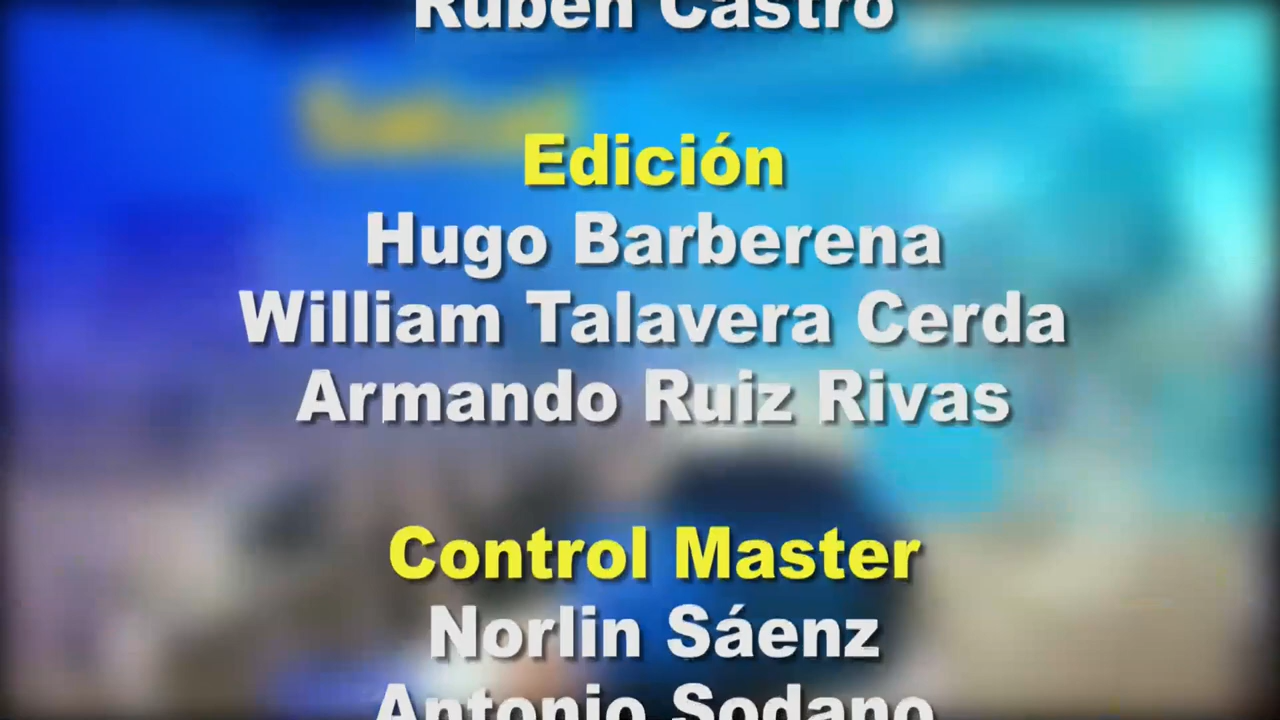 Ruben Castro
Edición
Hugo Barberena
William Talavera Cerda
Armando Ruiz Rivas
Control Master
Norlin Sáenz
Antonio Sodano